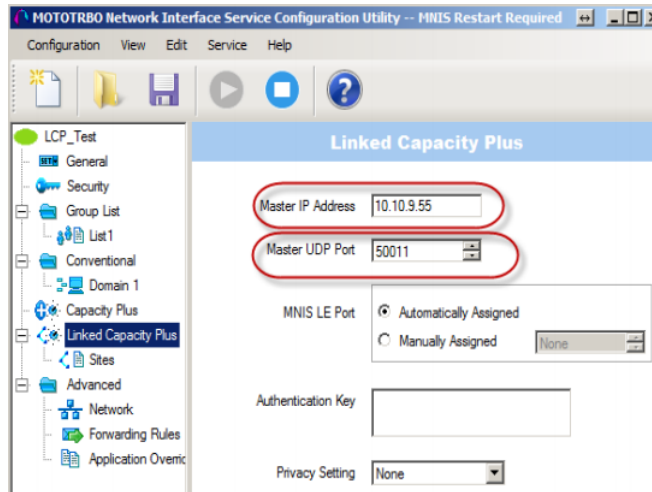 MOTOTRBO Network Interface Service Configuration Utility -- MNIS Restart Required
Configuration View Edit Service Help
LCP_Test
General
Security
Group List
List1
Conventional
Domain 1
Capacity Plus
Linked Capacity Plus
Sites
Advanced
Network
Forwarding Rules
Application Overric
Linked Capacity Plus
Master IP Address 10.10.9.55
Master UDP Port 50011
MNIS LE Port
Automatically Assigned
Manually Assigned None
Authentication Key
Privacy Setting None